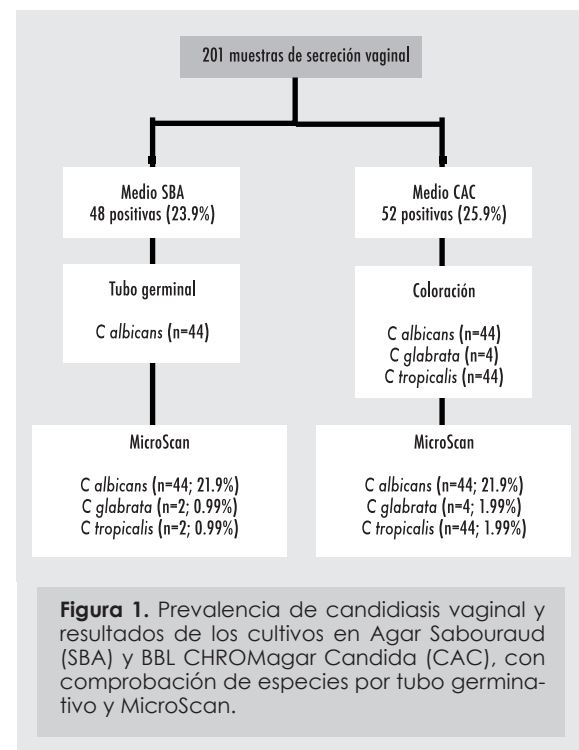 201 muestras de secreción vaginal
Medio SBA
48 positivas (23.9%)
Medio CAC
52 positivas (25.9%)
Tubo germinal
C albicans (n=44)
Coloración
C albicans (n=44)
C glabrata (n=4)
C tropicalis (n=44)
MicroScan
C albicans (n=44; 21.9%)
C glabrata (n=2; 0.99%)
C tropicalis (n=2; 0.99%)
MicroScan
C albicans (n=44; 21.9%)
C glabrata (n=4; 1.99%)
C tropicalis (n=44; 1.99%)
Figura 1. Prevalencia de candidiasis vaginal y
resultados de los cultivos en Agar Sabouraud
(SBA) y BBL CHROMagar Candida (CAC), con
comprobación de especies por tubo germina-
tivo y MicroScan.